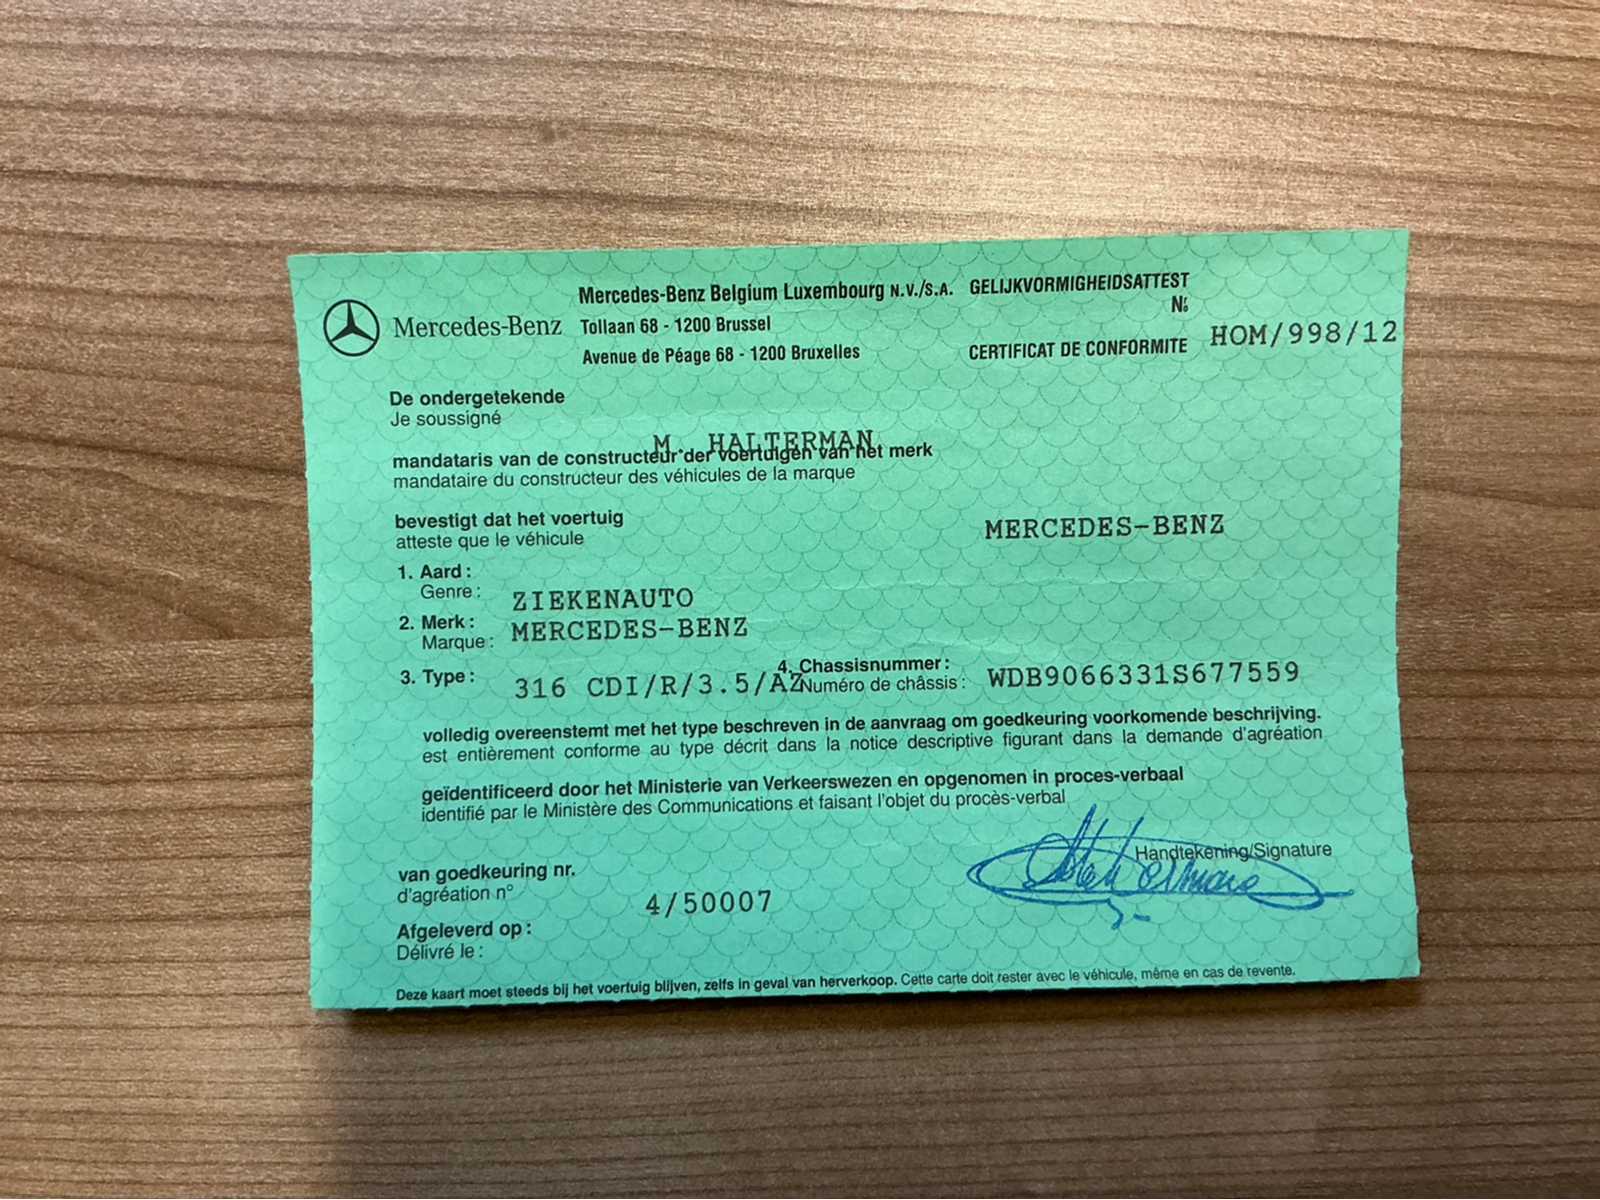 Mercedes-Benz
Mercedes-Benz Belgium Luxembourg N.V./S.A.
Tollaan 68 - 1200 Brussel
Avenue de Péage 68 - 1200 Bruxelles
GELIJKVORMIGHEIDSATTEST
Nr.
CERTIFICAT DE CONFORMITE
HOM/998/12
De ondergetekende
Je soussigné
M. HALTERMAN
mandataris van de constructeur der voertuigen van het merk
mandataire du constructeur des véhicules de la marque
bevestigt dat het voertuig
atteste que le véhicule
MERCEDES-BENZ
1. Aard :
Genre : ZIEKENAUTO
2. Merk :
Marque : MERCEDES-BENZ
3. Type : 316 CDI/R/3.5/AZ
4. Chassisnummer :
Numéro de châssis : WDB9066331S677559
volledig overeenstemt met het type beschreven in de aanvraag om goedkeuring voorkomende beschrijving.
est entièrement conforme au type décrit dans la notice descriptive figurant dans la demande d'agréation
geïdentificeerd door het Ministerie van Verkeerswezen en opgenomen in proces-verbaal
identifié par le Ministère des Communications et faisant l'objet du procès-verbal
Handtekening/Signature
van goedkeuring nr.
d'agréation n° 4/50007
Afgeleverd op :
Délivré le :
Deze kaart moet steeds bij het voertuig blijven, zelfs in geval van herverkoop. Cette carte doit rester avec le véhicule, même en cas de revente.